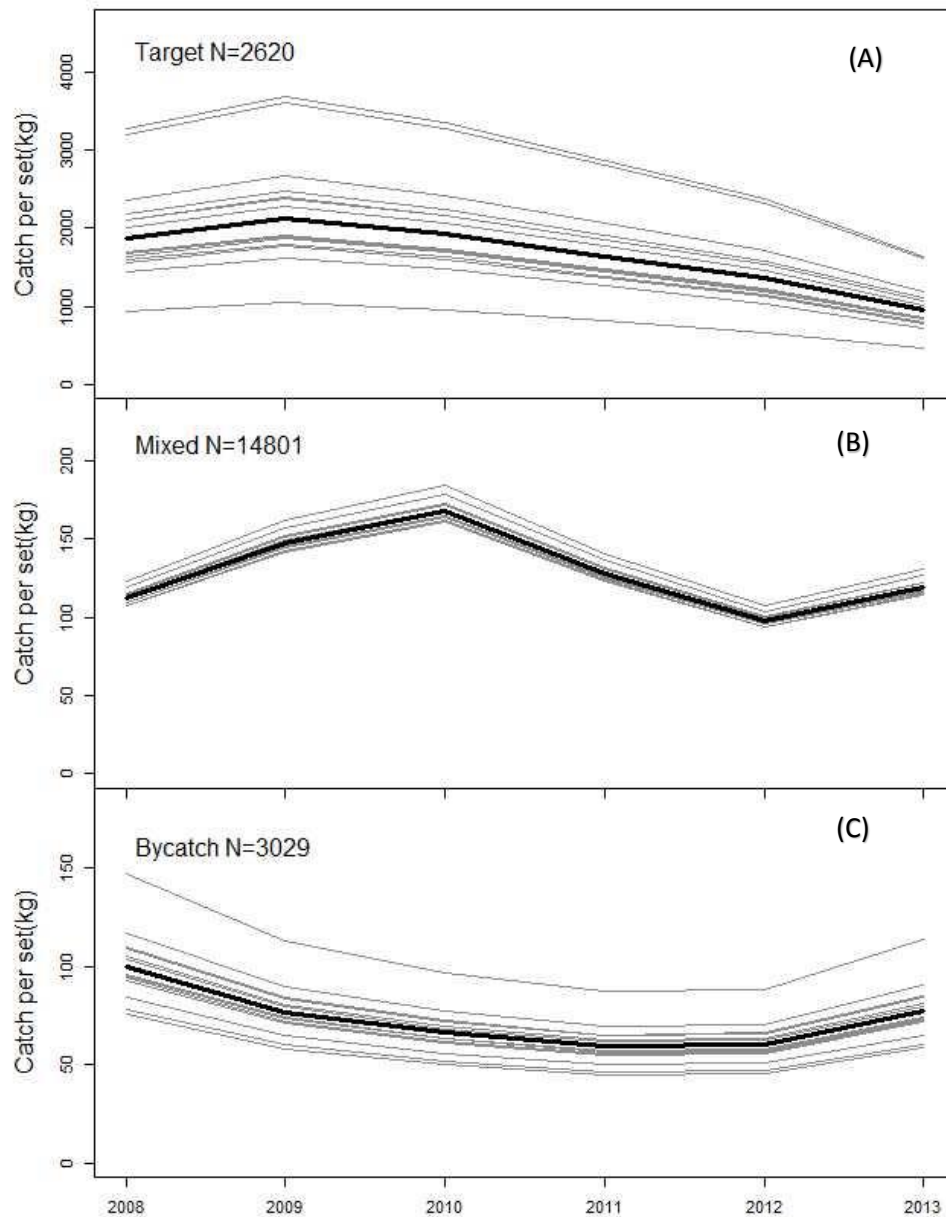 Target N=2620
(A)
Catch per set(kg)
4000
3000
2000
1000
0
Mixed N=14801
(B)
Catch per set(kg)
200
150
100
50
0
Bycatch N=3029
(C)
Catch per set(kg)
150
100
50
0
2008 2009 2010 2011 2012 2013